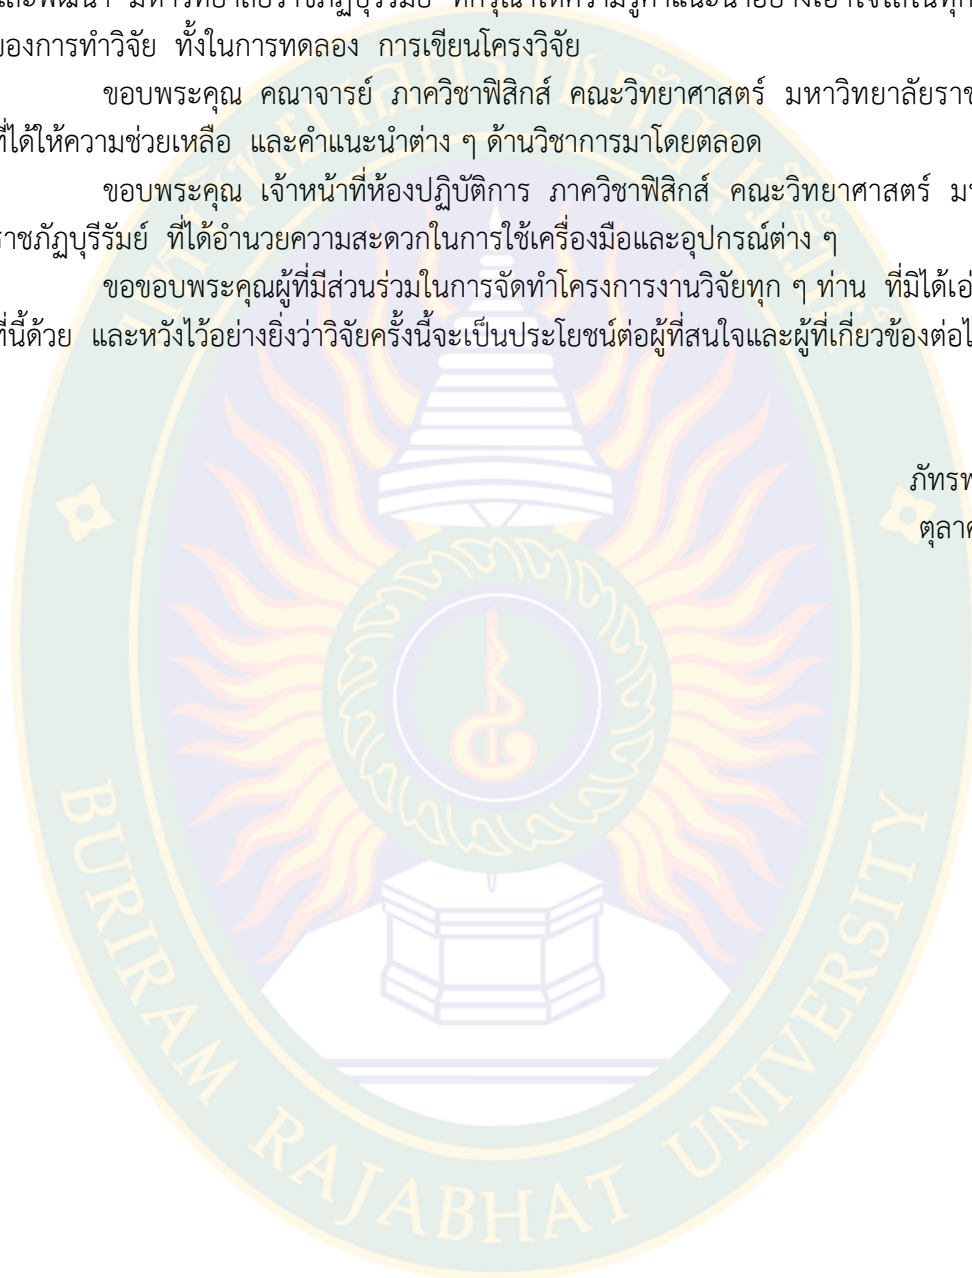 และพัฒนา มหาวิทยาลัยราชภัฏบุรีรัมย์ ที่กรุณาให้ความรู้คำแนะนำอย่างเอาใจใส่ในทุก
ของการทำวิจัย ทั้งในการทดลอง การเขียนโครงวิจัย
ขอบพระคุณ คณาจารย์ ภาควิชาฟิสิกส์ คณะวิทยาศาสตร์ มหาวิทยาลัยราช
ที่ได้ให้ความช่วยเหลือ และคำแนะนำต่าง ๆ ด้านวิชาการมาโดยตลอด
ขอบพระคุณ เจ้าหน้าที่ห้องปฏิบัติการ ภาควิชาฟิสิกส์ คณะวิทยาศาสตร์
ราชภัฏบุรีรัมย์ ที่ได้อำนวยความสะดวกในการใช้เครื่องมือและอุปกรณ์ต่าง ๆ
ขอขอบพระคุณผู้ที่มีส่วนร่วมในการจัดทำโครงการงานวิจัยทุก ๆ ท่าน ที่มิได้เอ่
ที่นี้ด้วย และหวังไว้อย่างยิ่งว่าวิจัยครั้งนี้จะเป็นประโยชน์ต่อผู้ที่สนใจและผู้ที่เกี่ยวข้องต่อไ
ภัทรพ
ตุลาค
BURIRAM RAJABHAT UNIVERSITY